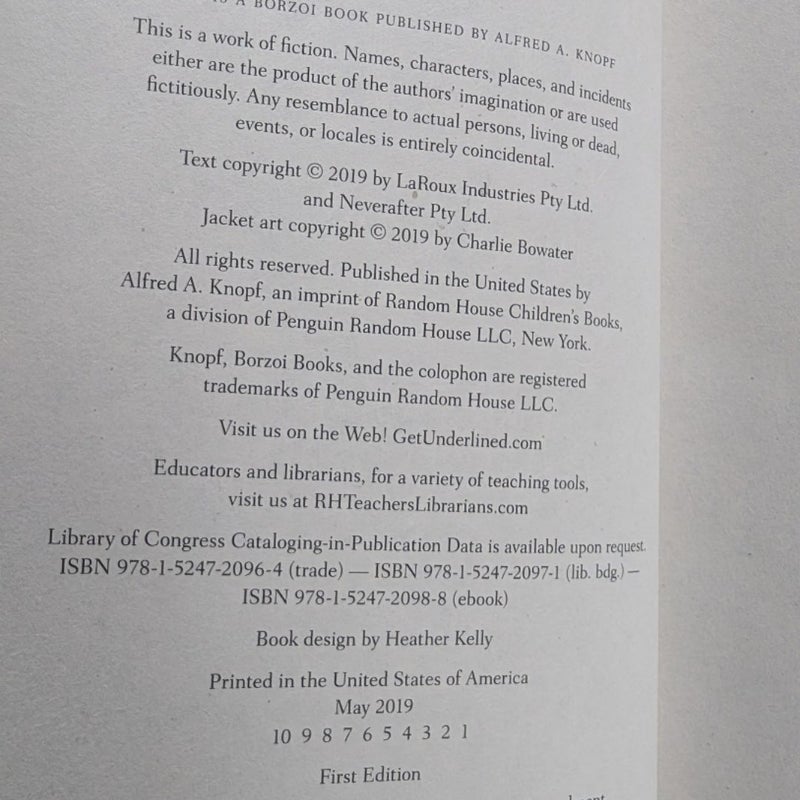 IS A BORZOI BOOK PUBLISHED BY ALFRED A. KNOPF
This is a work of fiction. Names, characters, places, and incidents
either are the product of the authors' imagination or are used
fictitiously. Any resemblance to actual persons, living or dead,
events, or locales is entirely coincidental.
Text copyright © 2019 by LaRoux Industries Pty Ltd.
and Neverafter Pty Ltd.
Jacket art copyright © 2019 by Charlie Bowater
All rights reserved. Published in the United States by
Alfred A. Knopf, an imprint of Random House Children's Books,
a division of Penguin Random House LLC, New York.
Knopf, Borzoi Books, and the colophon are registered
trademarks of Penguin Random House LLC.
Visit us on the Web! GetUnderlined.com
Educators and librarians, for a variety of teaching tools,
visit us at RHTeachersLibrarians.com
Library of Congress Cataloging-in-Publication Data is available upon request.
ISBN 978-1-5247-2096-4 (trade) — ISBN 978-1-5247-2097-1 (lib. bdg.) —
ISBN 978-1-5247-2098-8 (ebook)
Book design by Heather Kelly
Printed in the United States of America
May 2019
10 9 8 7 6 5 4 3 2 1
First Edition